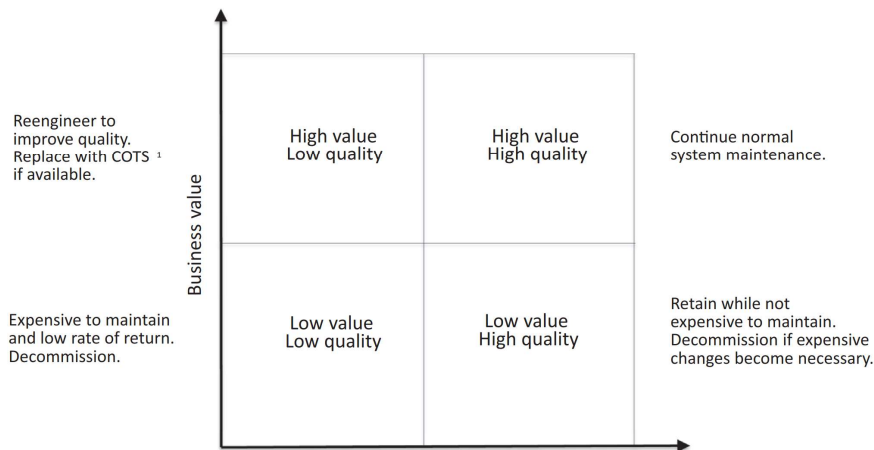 Reengineer to
improve quality.
Replace with COTS ¹
if available.
High value
Low quality
High value
High quality
Continue normal
system maintenance.
Business value
Expensive to maintain
and low rate of return.
Decommission.
Low value
Low quality
Low value
High quality
Retain while not
expensive to maintain.
Decommission if expensive
changes become necessary.